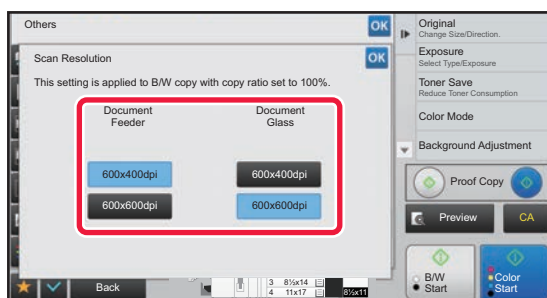 Others
OK
Scan Resolution
OK
This setting is applied to B/W copy with copy ratio set to 100%.
Document
Feeder
Document
Glass
600x400dpi
600x400dpi
600x600dpi
600x600dpi
Back
3 8½x14
4 11x17
8½x11
Original
Change Size/Direction.
Exposure
Select Type/Exposure
Toner Save
Reduce Toner Consumption
Color Mode
Background Adjustment
Proof Copy
Preview
CA
B/W
Start
Color
Start